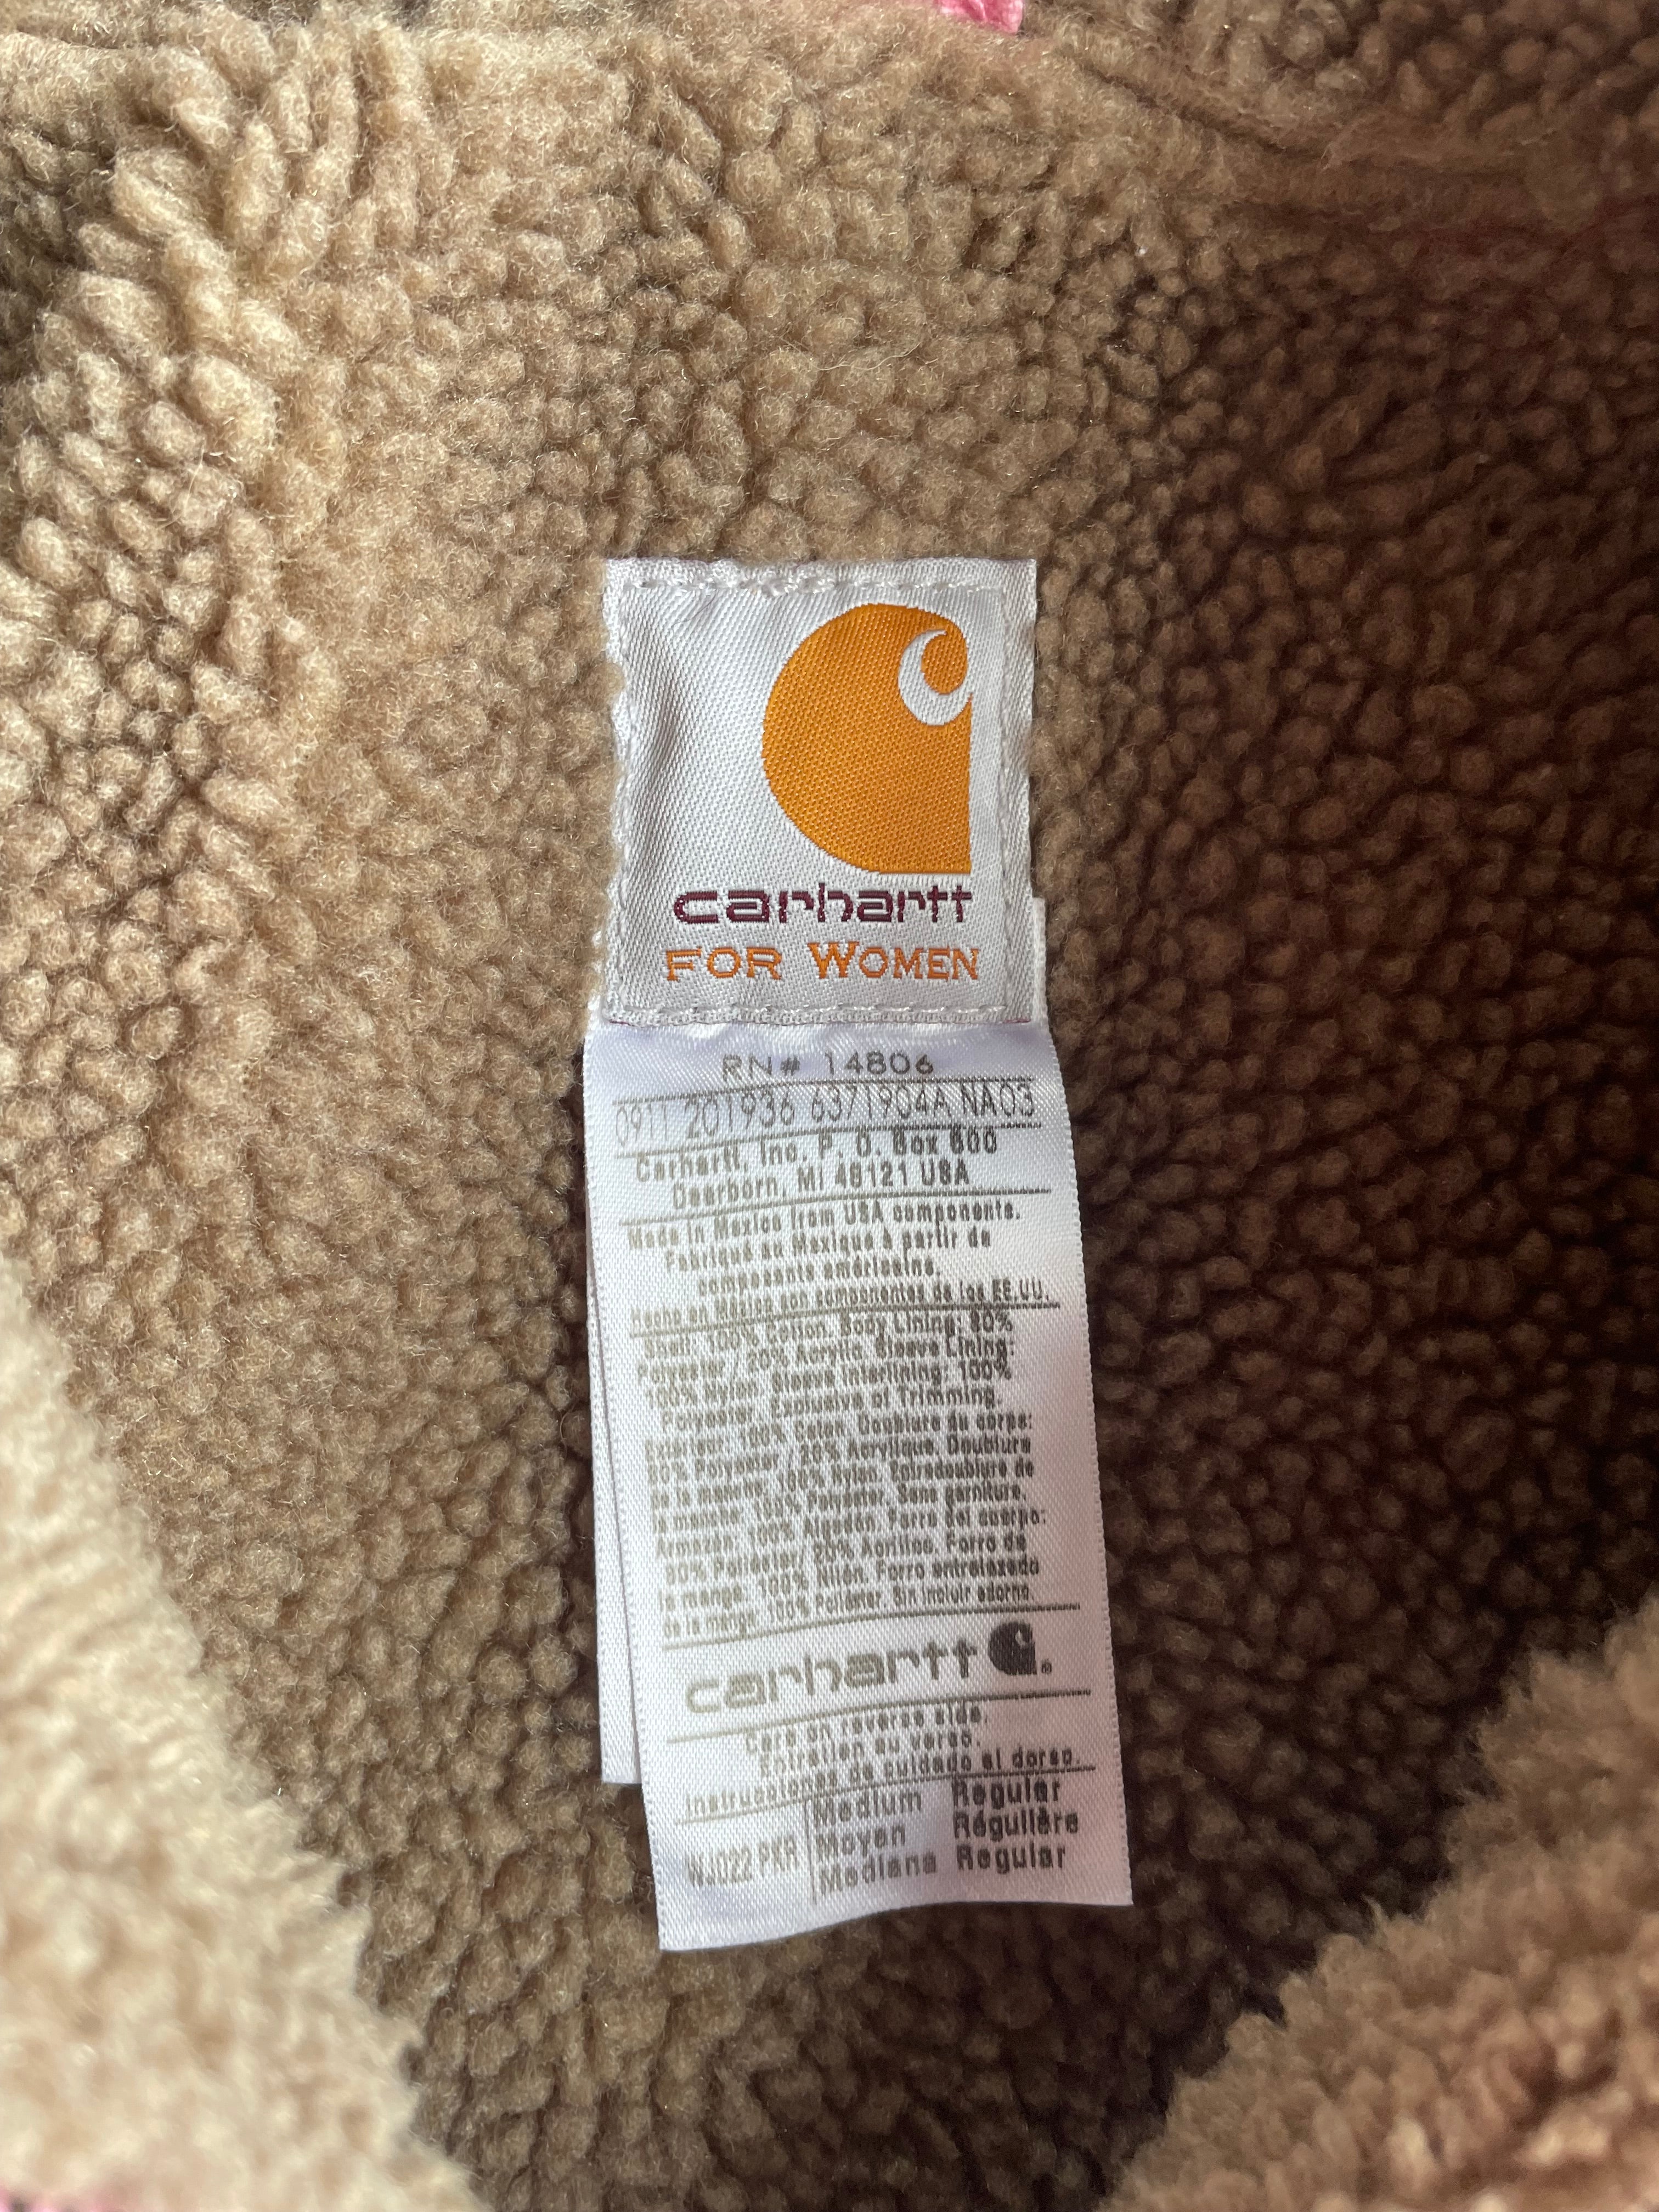 carhartt
FOR WOMEN
RN# 14806
0911 201936 6371904A NA03
Carhartt, Inc. P. O. Box 600
Dearborn, MI 48121 USA
Made in Mexico from USA components.
Fabriqué au Mexique à partir de
composants américains.
Hecho en México con componentes de los EE.UU.
Shell: 100% Cotton. Body Lining: 80%
Polyester / 20% Acrylic. Sleeve Lining:
100% Nylon. Sleeve Interlining: 100%
Polyester. Exclusive of Trimming.
Extérieur: 100% Coton. Doublure du corps:
80% Polyester / 20% Acrylique. Doublure
de la manche, 100% Nylon. Entredoublure de
la manche, 100% Polyester. Sans garniture.
Armazón, 100% Algodón. Forro del cuerpo:
80% Poliéster/ 20% Acrílico. Forro de
la manga, 100% Nilón. Forro entrelazado
de la manga, 100% Poliéster. Sin incluir adorno.
carhartt ®
Care on reverse side.
Entretien au verso.
Instrucciones de cuidado al dorso.
WJ022 PKR
Medium Regular
Moyen Régulière
Mediana Regular